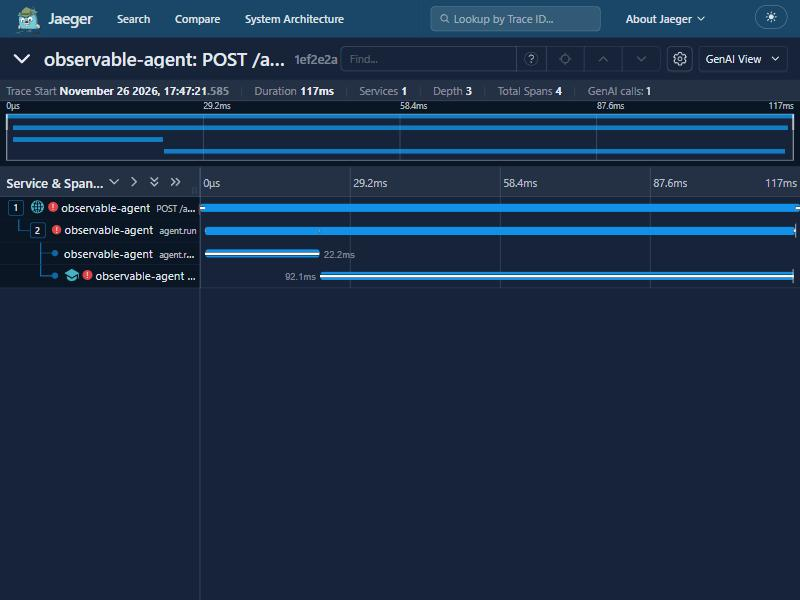 Jaeger Search Compare System Architecture Lookup by Trace ID... About Jaeger
observable-agent: POST /a... 1ef2e2a Find... ? GenAI View
Trace Start November 26 2026, 17:47:21.585 Duration 117ms Services 1 Depth 3 Total Spans 4 GenAI calls: 1
0µs 29.2ms 58.4ms 87.6ms 117ms
Service & Span... 0µs 29.2ms 58.4ms 87.6ms 117ms
1 observable-agent POST /a...
2 observable-agent agent.run
observable-agent agent.r... 22.2ms
observable-agent ... 92.1ms